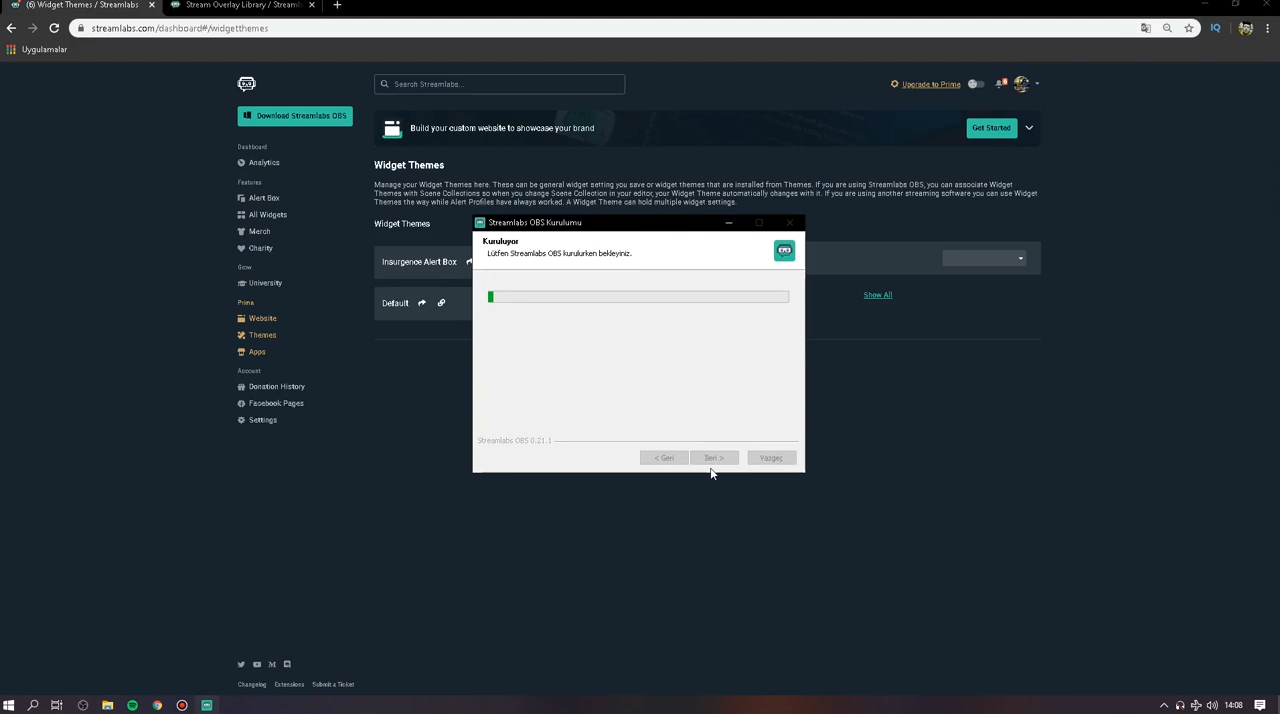 (6) Widget Themes / Streamlabs
Stream Overlay Library / Streaml
streamlabs.com/dashboard#/widgetthemes
Uygulamalar
Search Streamlabs...
Upgrade to Prime
6
Download Streamlabs OBS
Build your custom website to showcase your brand
Get Started
Dashboard
Analytics
Features
Alert Box
All Widgets
Merch
Charity
Grow
University
Prime
Website
Themes
Apps
Account
Donation History
Facebook Pages
Settings
Widget Themes
Manage your Widget Themes here. These can be general widget setting you save or widget themes that are installed from Themes. If you are using Streamlabs OBS, you can associate Widget
Themes with Scene Collections so when you change Scene Collection in your editor, your Widget Theme automatically changes with it. If you are using another streaming software you can use Widget
Themes the way while Alert Profiles have always worked. A Widget Theme can hold multiple widget settings.
Widget Themes
Insurgence Alert Box
Default
Show All
Streamlabs OBS Kurulumu
Kuruluyor
Lütfen Streamlabs OBS kurulurken bekleyiniz.
Streamlabs OBS 0.21.1
< Geri
İleri >
Vazgeç
Changelog
Extensions
Submit a Ticket
IQ
14:08